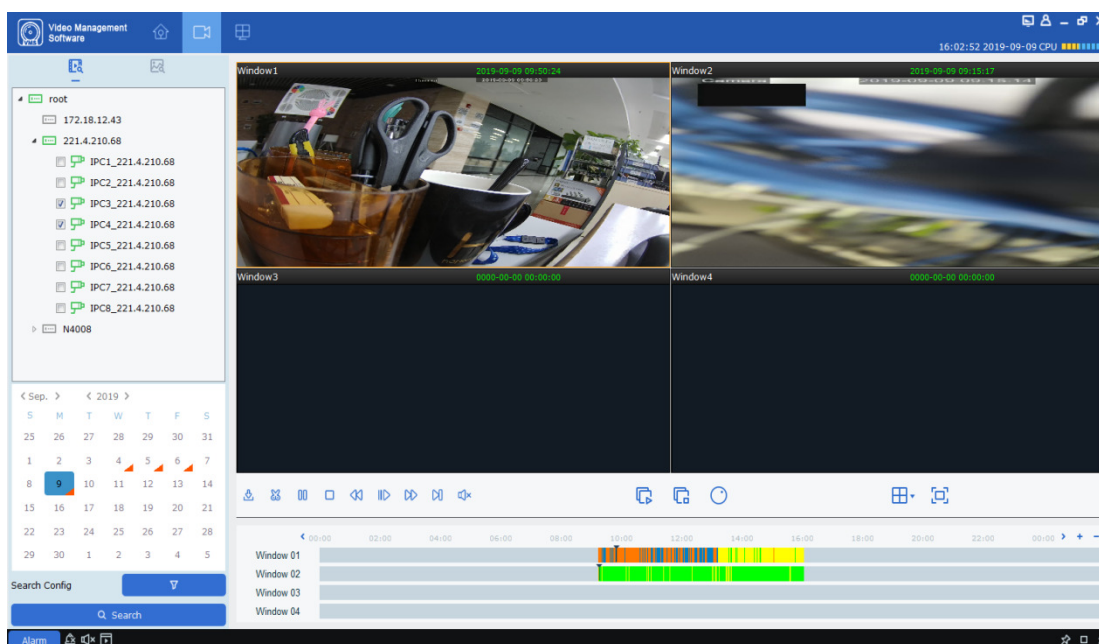 Video Management
Software
16:02:52 2019-09-09 CPU
root
172.18.12.43
221.4.210.68
IPC1_221.4.210.68
IPC2_221.4.210.68
IPC3_221.4.210.68
IPC4_221.4.210.68
IPC5_221.4.210.68
IPC6_221.4.210.68
IPC7_221.4.210.68
IPC8_221.4.210.68
N4008
Window1 2019-09-09 09:50:24
Window2 2019-09-09 09:15:17
Camera 2019-09-09 09:15:14
Window3 0000-00-00 00:00:00
Window4 0000-00-00 00:00:00
< Sep. > < 2019 >
S M T W T F S
25 26 27 28 29 30 31
1 2 3 4 5 6 7
8 9 10 11 12 13 14
15 16 17 18 19 20 21
22 23 24 25 26 27 28
29 30 1 2 3 4 5
Search Config
Search
00:00 02:00 04:00 06:00 08:00 10:00 12:00 14:00 16:00 18:00 20:00 22:00 00:00
Window 01
Window 02
Window 03
Window 04
Alarm